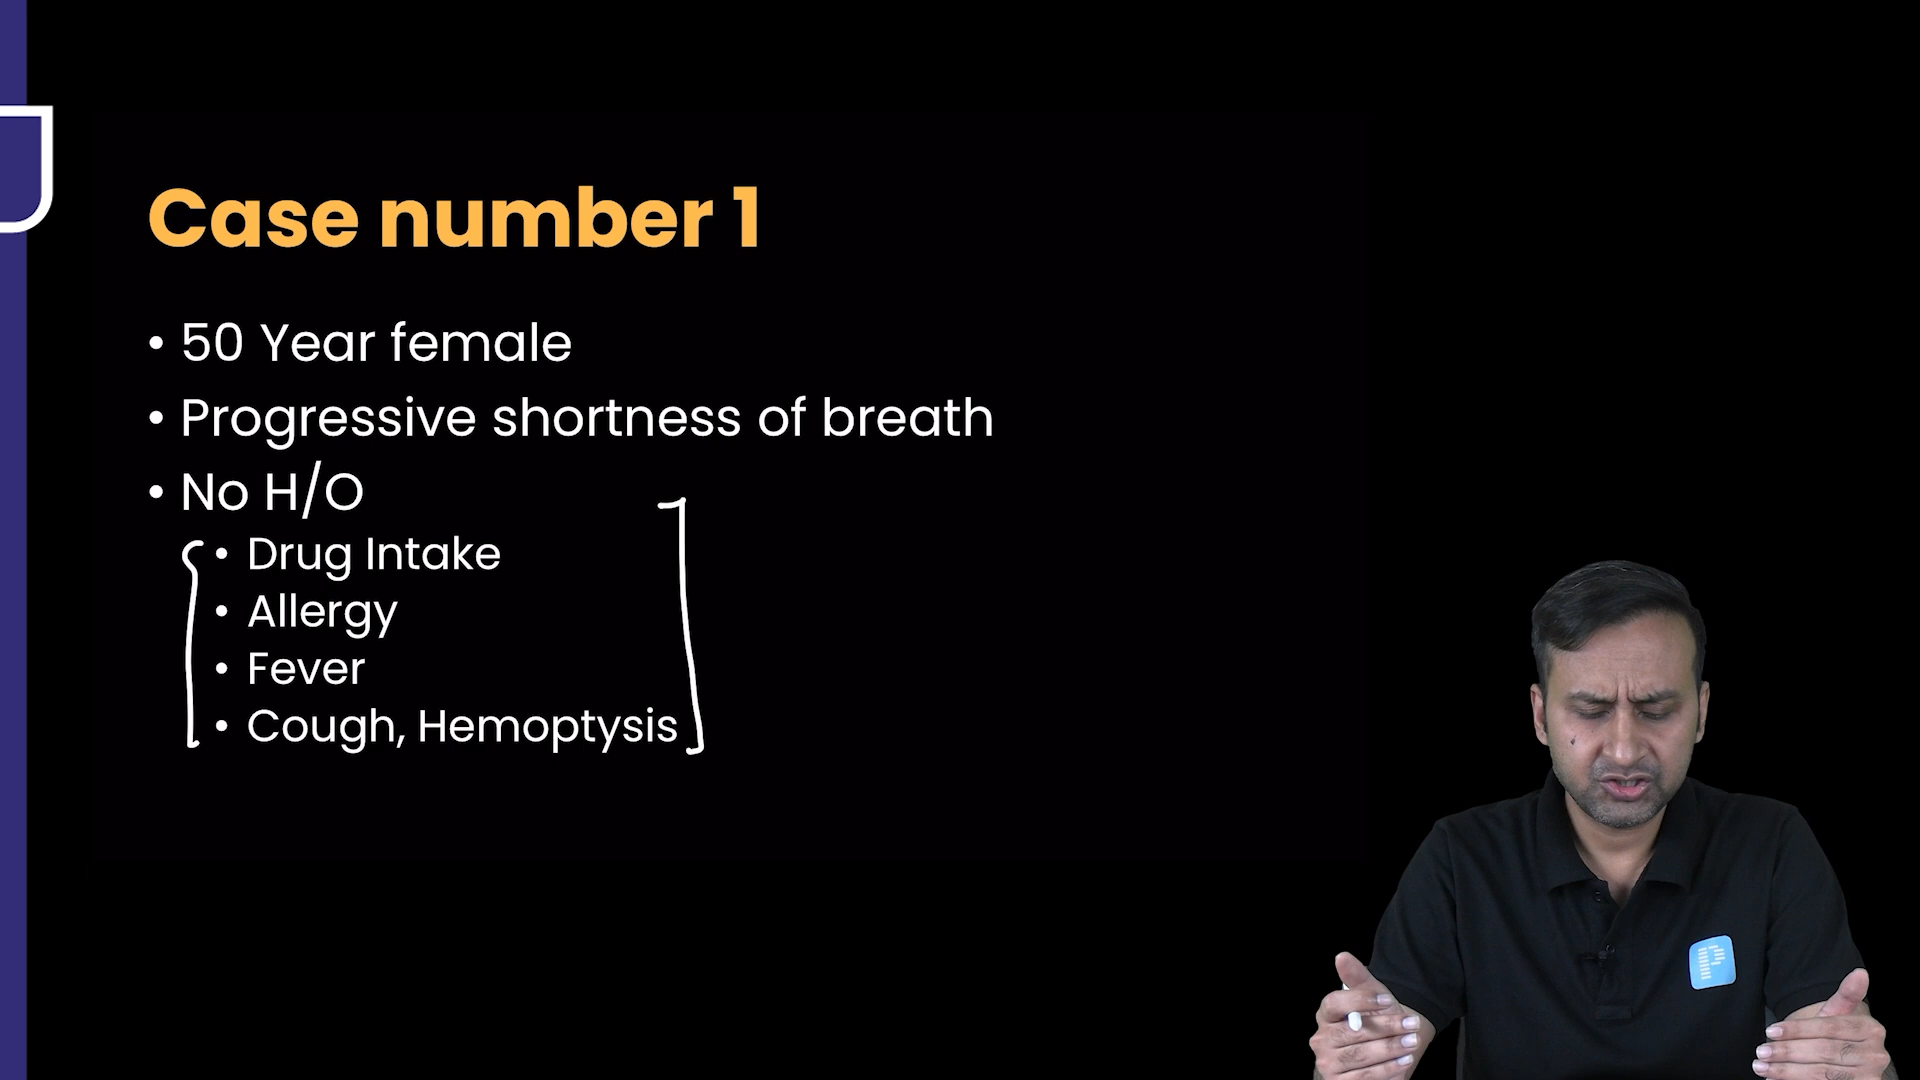 Case number 1
• 50 Year female
• Progressive shortness of breath
• No H/O
• Drug Intake
• Allergy
• Fever
• Cough, Hemoptysis